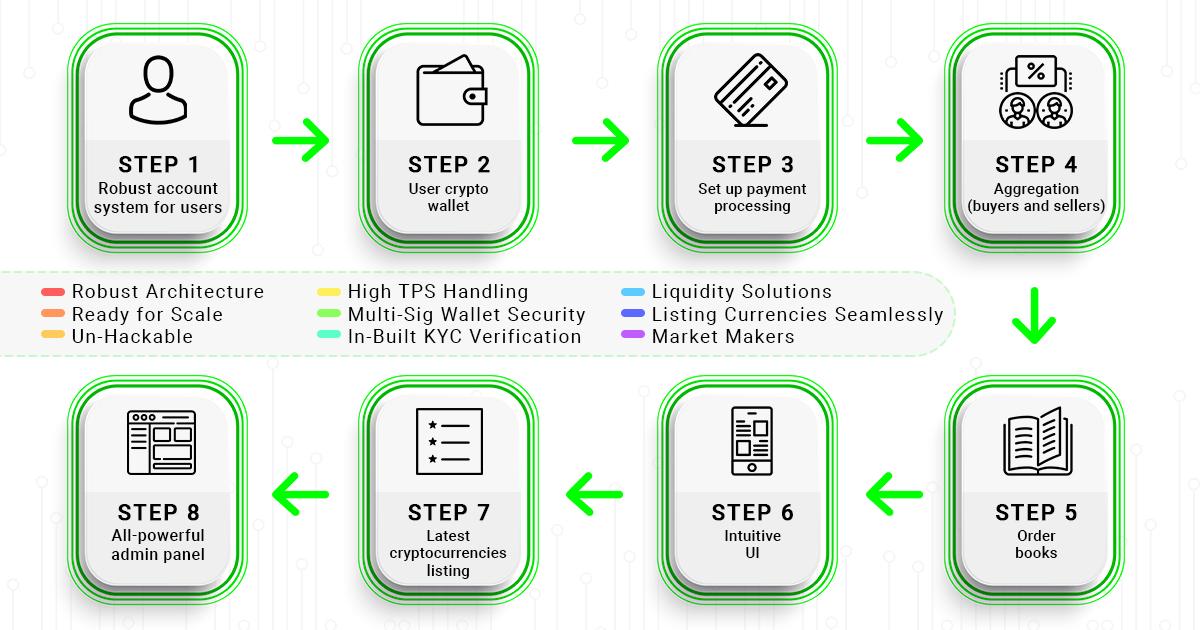 STEP 1
Robust account
system for users
STEP 2
User crypto
wallet
STEP 3
Set up payment
processing
%
STEP 4
Aggregation
(buyers and sellers)
Robust Architecture
Ready for Scale
Un-Hackable
High TPS Handling
Multi-Sig Wallet Security
In-Built KYC Verification
Liquidity Solutions
Listing Currencies Seamlessly
Market Makers
STEP 8
All-powerful
admin panel
STEP 7
Latest
cryptocurrencies
listing
STEP 6
Intuitive
UI
STEP 5
Order
books